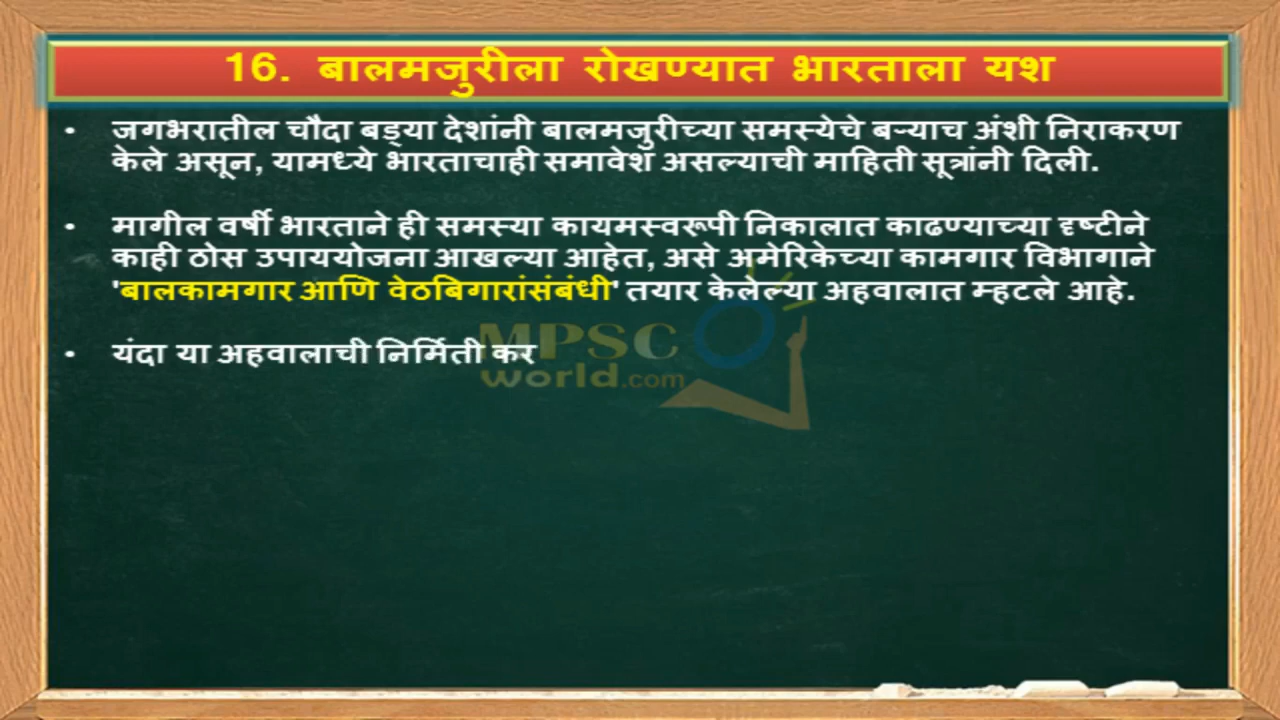 16. बालमजुरीला रोखण्यात भारताला यश
• जगभरातील चौदा बड्या देशांनी बालमजुरीच्या समस्येचे बऱ्याच अंशी निराकरण
केले असून, यामध्ये भारताचाही समावेश असल्याची माहिती सूत्रांनी दिली.
• मागील वर्षी भारताने ही समस्या कायमस्वरूपी निकालात काढण्याच्या दृष्टीने
काही ठोस उपाययोजना आखल्या आहेत, असे अमेरिकेच्या कामगार विभागाने
'बालकामगार आणि वेठबिगारांसंबंधी' तयार केलेल्या अहवालात म्हटले आहे.
• यंदा या अहवालाची निर्मिती कर
MPSC
world.com